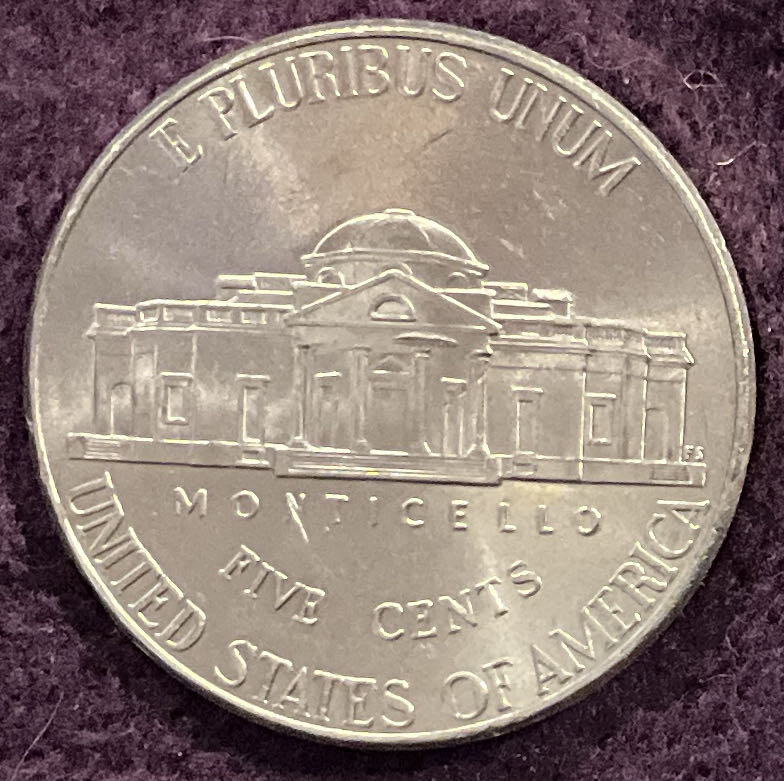 E PLURIBUS UNUM
FS
MONTICELLO
FIVE CENTS
UNITED STATES OF AMERICA